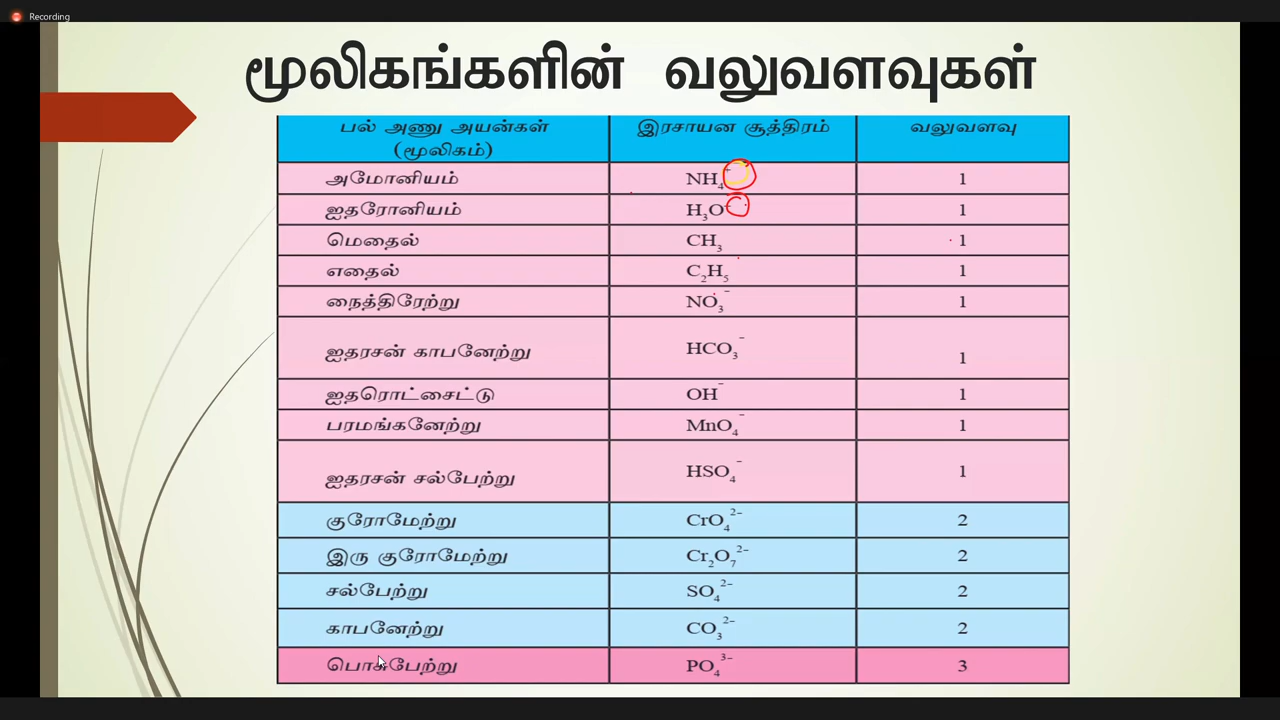 Recording
மூலிகங்களின் வலுவளவுகள்
பல் அணு அயன்கள் இரசாயன சூத்திரம் வலுவளவு
(மூலிகம்)
அமோனியம் NH₄⁻ 1
ஐதரோனியம் H₃O⁻ 1
மெதைல் CH₃ 1
எதைல் C₂H₅ 1
நைத்திரேற்று NO₃⁻ 1
ஐதரசன் காபனேற்று HCO₃⁻ 1
ஐதரொட்சைட்டு OH⁻ 1
பரமங்கனேற்று MnO₄⁻ 1
ஐதரசன் சல்பேற்று HSO₄⁻ 1
குரோமேற்று CrO₄²⁻ 2
இரு குரோமேற்று Cr₂O₇²⁻ 2
சல்பேற்று SO₄²⁻ 2
காபனேற்று CO₃²⁻ 2
பொசுபேற்று PO₄³⁻ 3